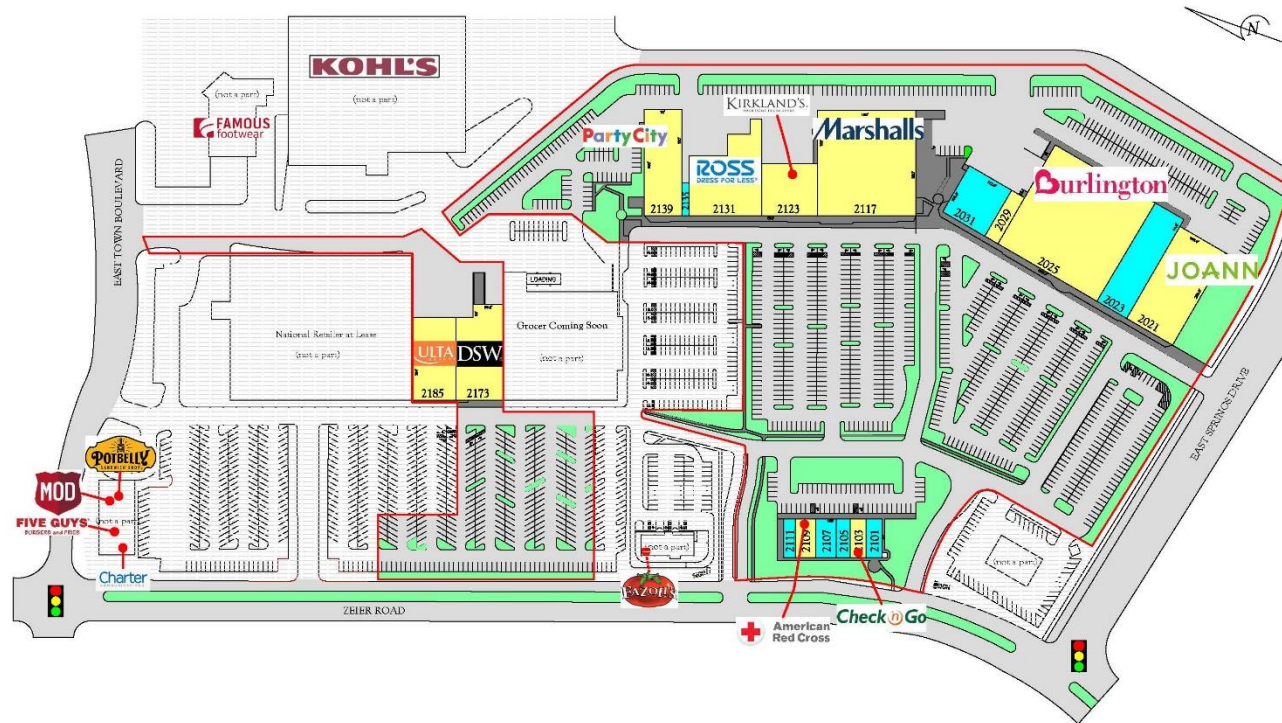 N
KOHL'S
(not a part)
(not a part)
FAMOUS
footwear
EAST TOWN BOULEVARD
PartyCity
KIRKLAND'S
Marshalls
ROSS
DRESS FOR LESS
2139
2135
2131
2123
2117
Burlington
2031
2029
2025
2023
2021
JOANN
LOADING
National Retailer at Lease
(not a part)
Grocer Coming Soon
(not a part)
ULTA
DSW
2185
2173
EAST SPRINGS DRIVE
POTBELLY
SANDWICH SHOP
MOD
FIVE GUYS
BURGERS and FRIES
(not a part)
Charter
COMMUNICATIONS
(not a part)
FAZOLI'S
2111
2109
2107
2105
2103
2101
(not a part)
ZEIER ROAD
American
Red Cross
Check n Go